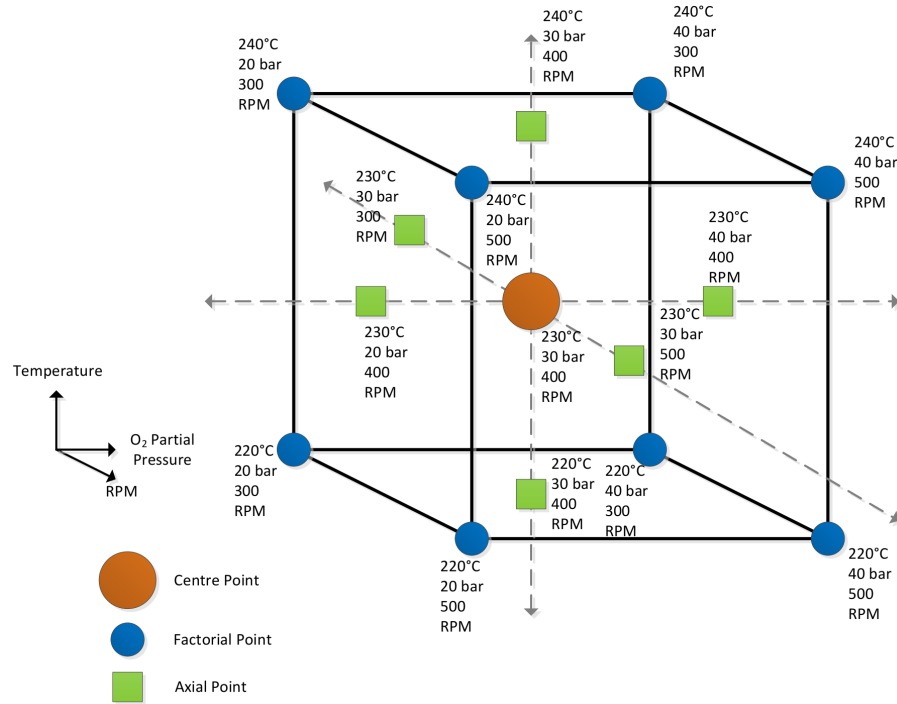 240°C
20 bar
300
RPM
240°C
30 bar
400
RPM
240°C
40 bar
300
RPM
240°C
40 bar
500
RPM
230°C
30 bar
300
RPM
240°C
20 bar
500
RPM
230°C
40 bar
400
RPM
230°C
20 bar
400
RPM
230°C
30 bar
400
RPM
230°C
30 bar
500
RPM
Temperature
O₂ Partial
Pressure
RPM
220°C
20 bar
300
RPM
220°C
30 bar
400
RPM
220°C
40 bar
300
RPM
220°C
20 bar
500
RPM
220°C
40 bar
500
RPM
Centre Point
Factorial Point
Axial Point